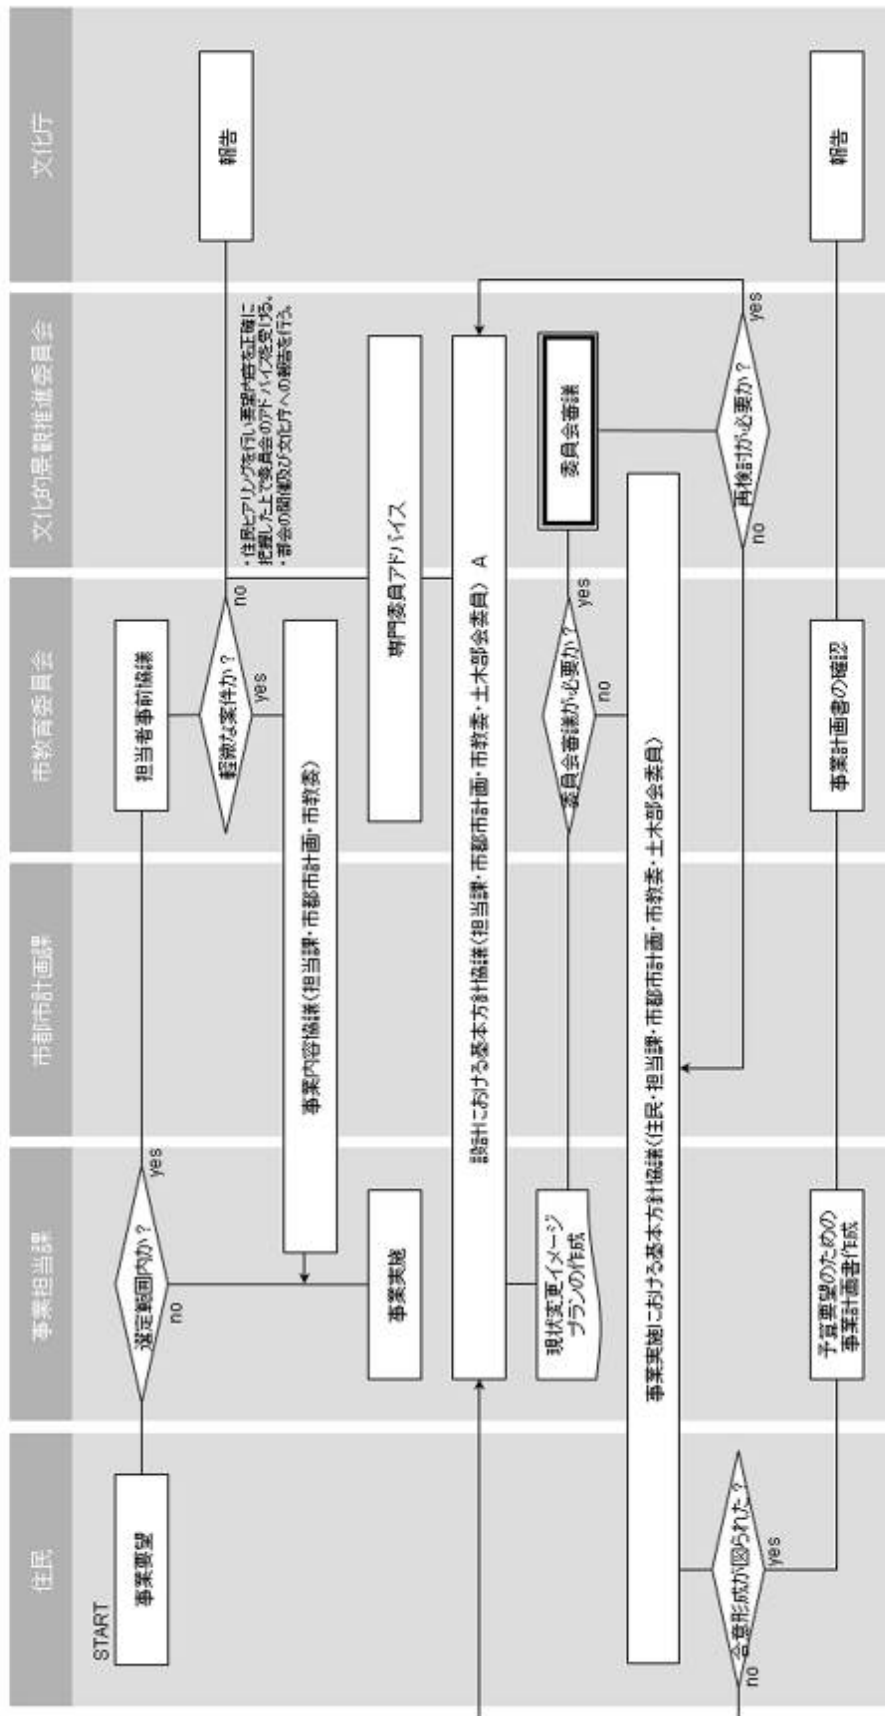 住民
事業担当課
市都市計画課
市教育委員会
文化的景観推進委員会
文化庁
START
事業要望
選定範囲内か？
yes
no
担当者事前協議
軽微な案件か？
no
yes
報告
・住民ヒアリングを行い要望内容を正確に
把握した上で委員会のアドバイスを受ける。
・部会の開催及び文化庁への報告を行う。
事業内容協議（担当課・市都市計画・市教委）
事業実施
専門委員アドバイス
設計における基本方針協議（担当課・市都市計画・市教委・土木部会委員） A
現状変更イメージ
プランの作成
委員会審議が必要か？
yes
no
委員会審議
事業実施における基本方針協議（住民・担当課・市都市計画・市教委・土木部会委員）
再検討が必要か？
yes
no
合意形成が図られた？
no
yes
予算要望のための
事業計画書作成
事業計画書の確認
報告